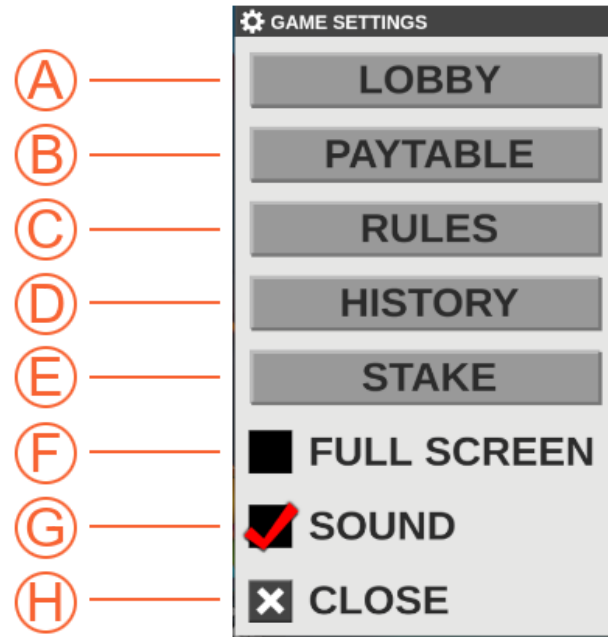 GAME SETTINGS
A LOBBY
B PAYTABLE
C RULES
D HISTORY
E STAKE
F FULL SCREEN
G SOUND
H CLOSE